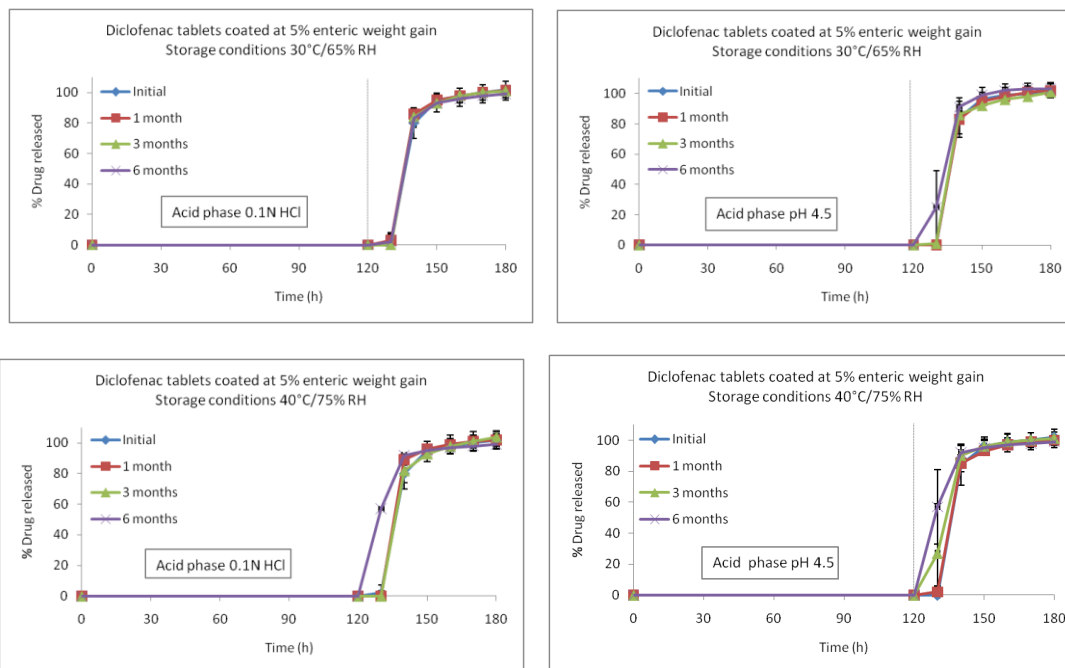 Diclofenac tablets coated at 5% enteric weight gain
Storage conditions 30°C/65% RH
% Drug released
100
80
60
40
20
0
Initial
1 month
3 months
6 months
Acid phase 0.1N HCl
0 30 60 90 120 150 180
Time (h)
Diclofenac tablets coated at 5% enteric weight gain
Storage conditions 30°C/65% RH
% Drug released
100
80
60
40
20
0
Initial
1 month
3 months
6 months
Acid phase pH 4.5
0 30 60 90 120 150 180
Time (h)
Diclofenac tablets coated at 5% enteric weight gain
Storage conditions 40°C/75% RH
% Drug released
100
80
60
40
20
0
Initial
1 month
3 months
6 months
Acid phase 0.1N HCl
0 30 60 90 120 150 180
Time (h)
Diclofenac tablets coated at 5% enteric weight gain
Storage conditions 40°C/75% RH
% Drug released
100
80
60
40
20
0
Initial
1 month
3 months
6 months
Acid phase pH 4.5
0 30 60 90 120 150 180
Time (h)